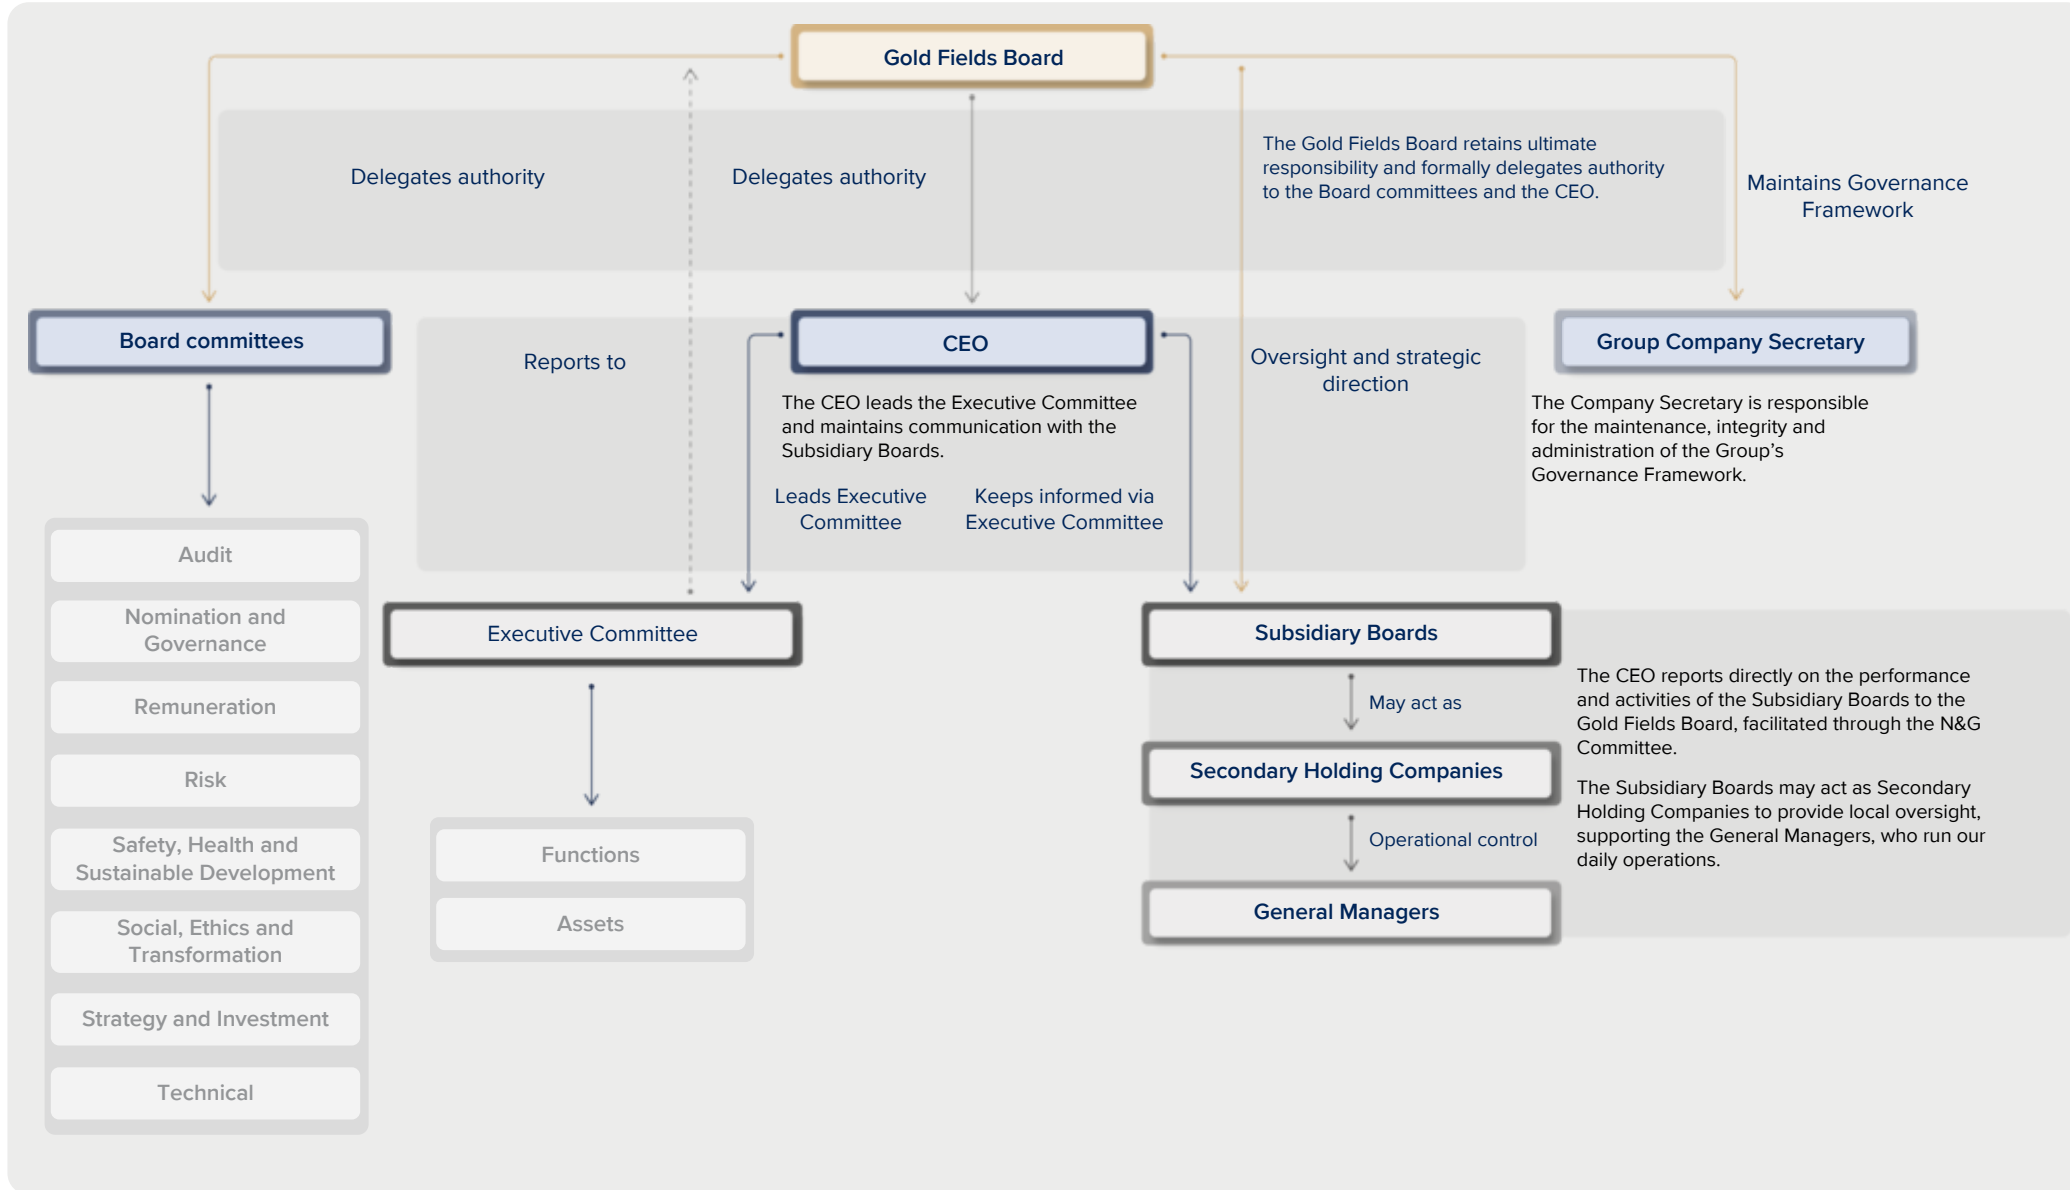 Gold Fields Board
Delegates authority
Delegates authority
The Gold Fields Board retains ultimate
responsibility and formally delegates authority
to the Board committees and the CEO.
Maintains Governance
Framework
Board committees
Reports to
CEO
Oversight and strategic
direction
Group Company Secretary
The CEO leads the Executive Committee
and maintains communication with the
Subsidiary Boards.
The Company Secretary is responsible
for the maintenance, integrity and
administration of the Group’s
Governance Framework.
Leads Executive
Committee
Keeps informed via
Executive Committee
Audit
Nomination and
Governance
Remuneration
Risk
Safety, Health and
Sustainable Development
Social, Ethics and
Transformation
Strategy and Investment
Technical
Executive Committee
Functions
Assets
Subsidiary Boards
May act as
Secondary Holding Companies
Operational control
General Managers
The CEO reports directly on the performance
and activities of the Subsidiary Boards to the
Gold Fields Board, facilitated through the N&G
Committee.
The Subsidiary Boards may act as Secondary
Holding Companies to provide local oversight,
supporting the General Managers, who run our
daily operations.